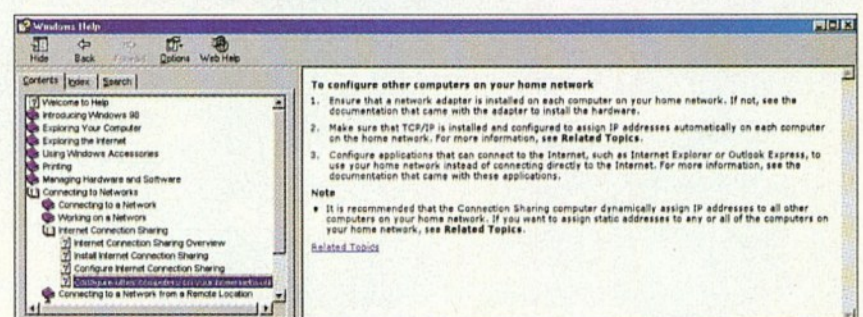 Windows Help
Hide Back Forward Options Web Help
Contents Index Search
Welcome to Help
Introducing Windows 98
Exploring Your Computer
Exploring the Internet
Using Windows Accessories
Printing
Managing Hardware and Software
Connecting to Networks
Connecting to a Network
Working on a Network
Internet Connection Sharing
Internet Connection Sharing Overview
Install Internet Connection Sharing
Configure Internet Connection Sharing
Configure other computers on your home network
Connecting to a Network from a Remote Location
To configure other computers on your home network
1. Ensure that a network adapter is installed on each computer on your home network. If not, see the
documentation that came with the adapter to install the hardware.
2. Make sure that TCP/IP is installed and configured to assign IP addresses automatically on each computer
on the home network. For more information, see Related Topics.
3. Configure applications that can connect to the Internet, such as Internet Explorer or Outlook Express, to
use your home network instead of connecting directly to the Internet. For more information, see the
documentation that came with these applications.
Note
• It is recommended that the Connection Sharing computer dynamically assign IP addresses to all other
computers on your home network. If you want to assign static addresses to any or all of the computers on
your home network, see Related Topics.
Related Topics